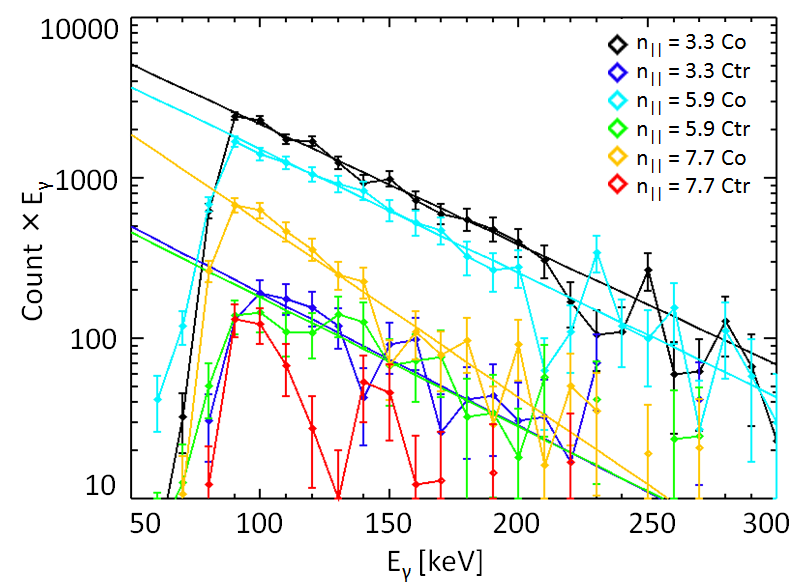 10000
1000
100
10
Count × Eγ
n|| = 3.3 Co
n|| = 3.3 Ctr
n|| = 5.9 Co
n|| = 5.9 Ctr
n|| = 7.7 Co
n|| = 7.7 Ctr
50 100 150 200 250 300
Eγ [keV]